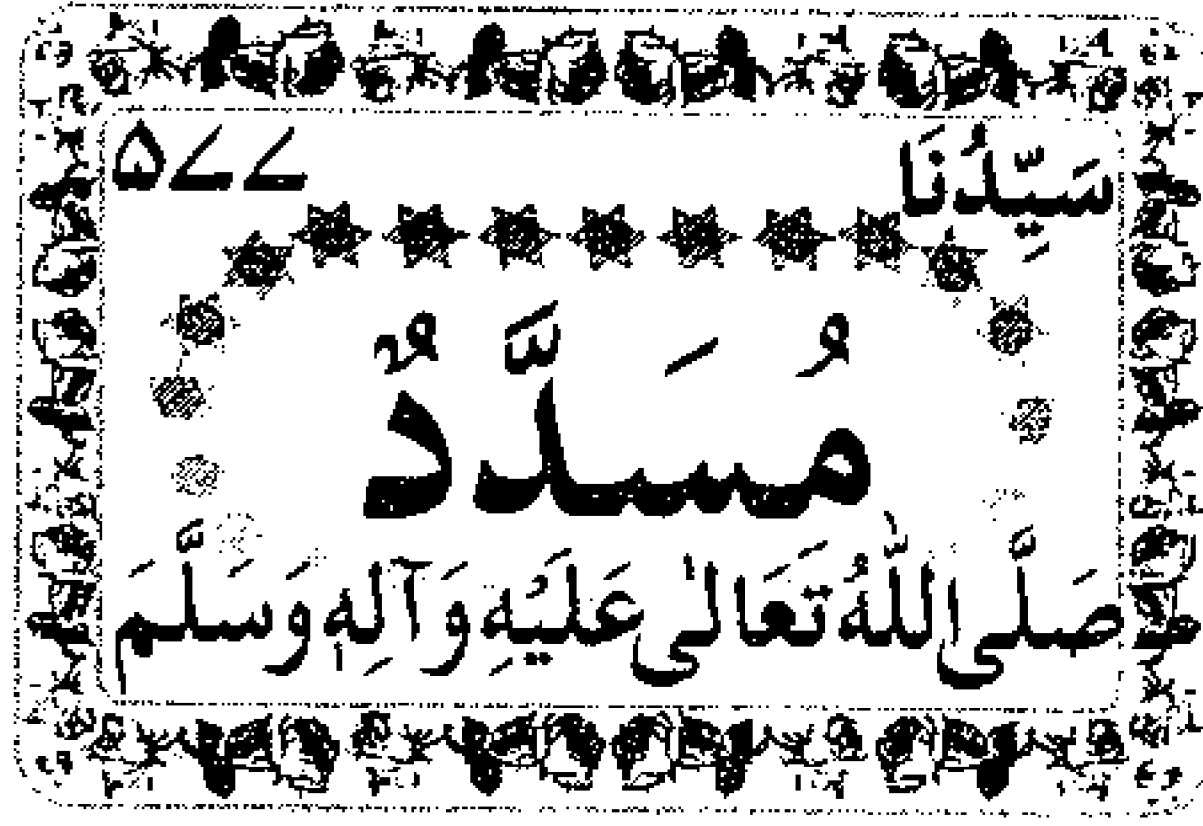 سَيِّدُنَا ۵۷۷
مُسَدَّدٌ
صَلَّی اللّٰهُ تَعَالٰی عَلَيْهِ وَآلِهٖ وَسَلَّمَ